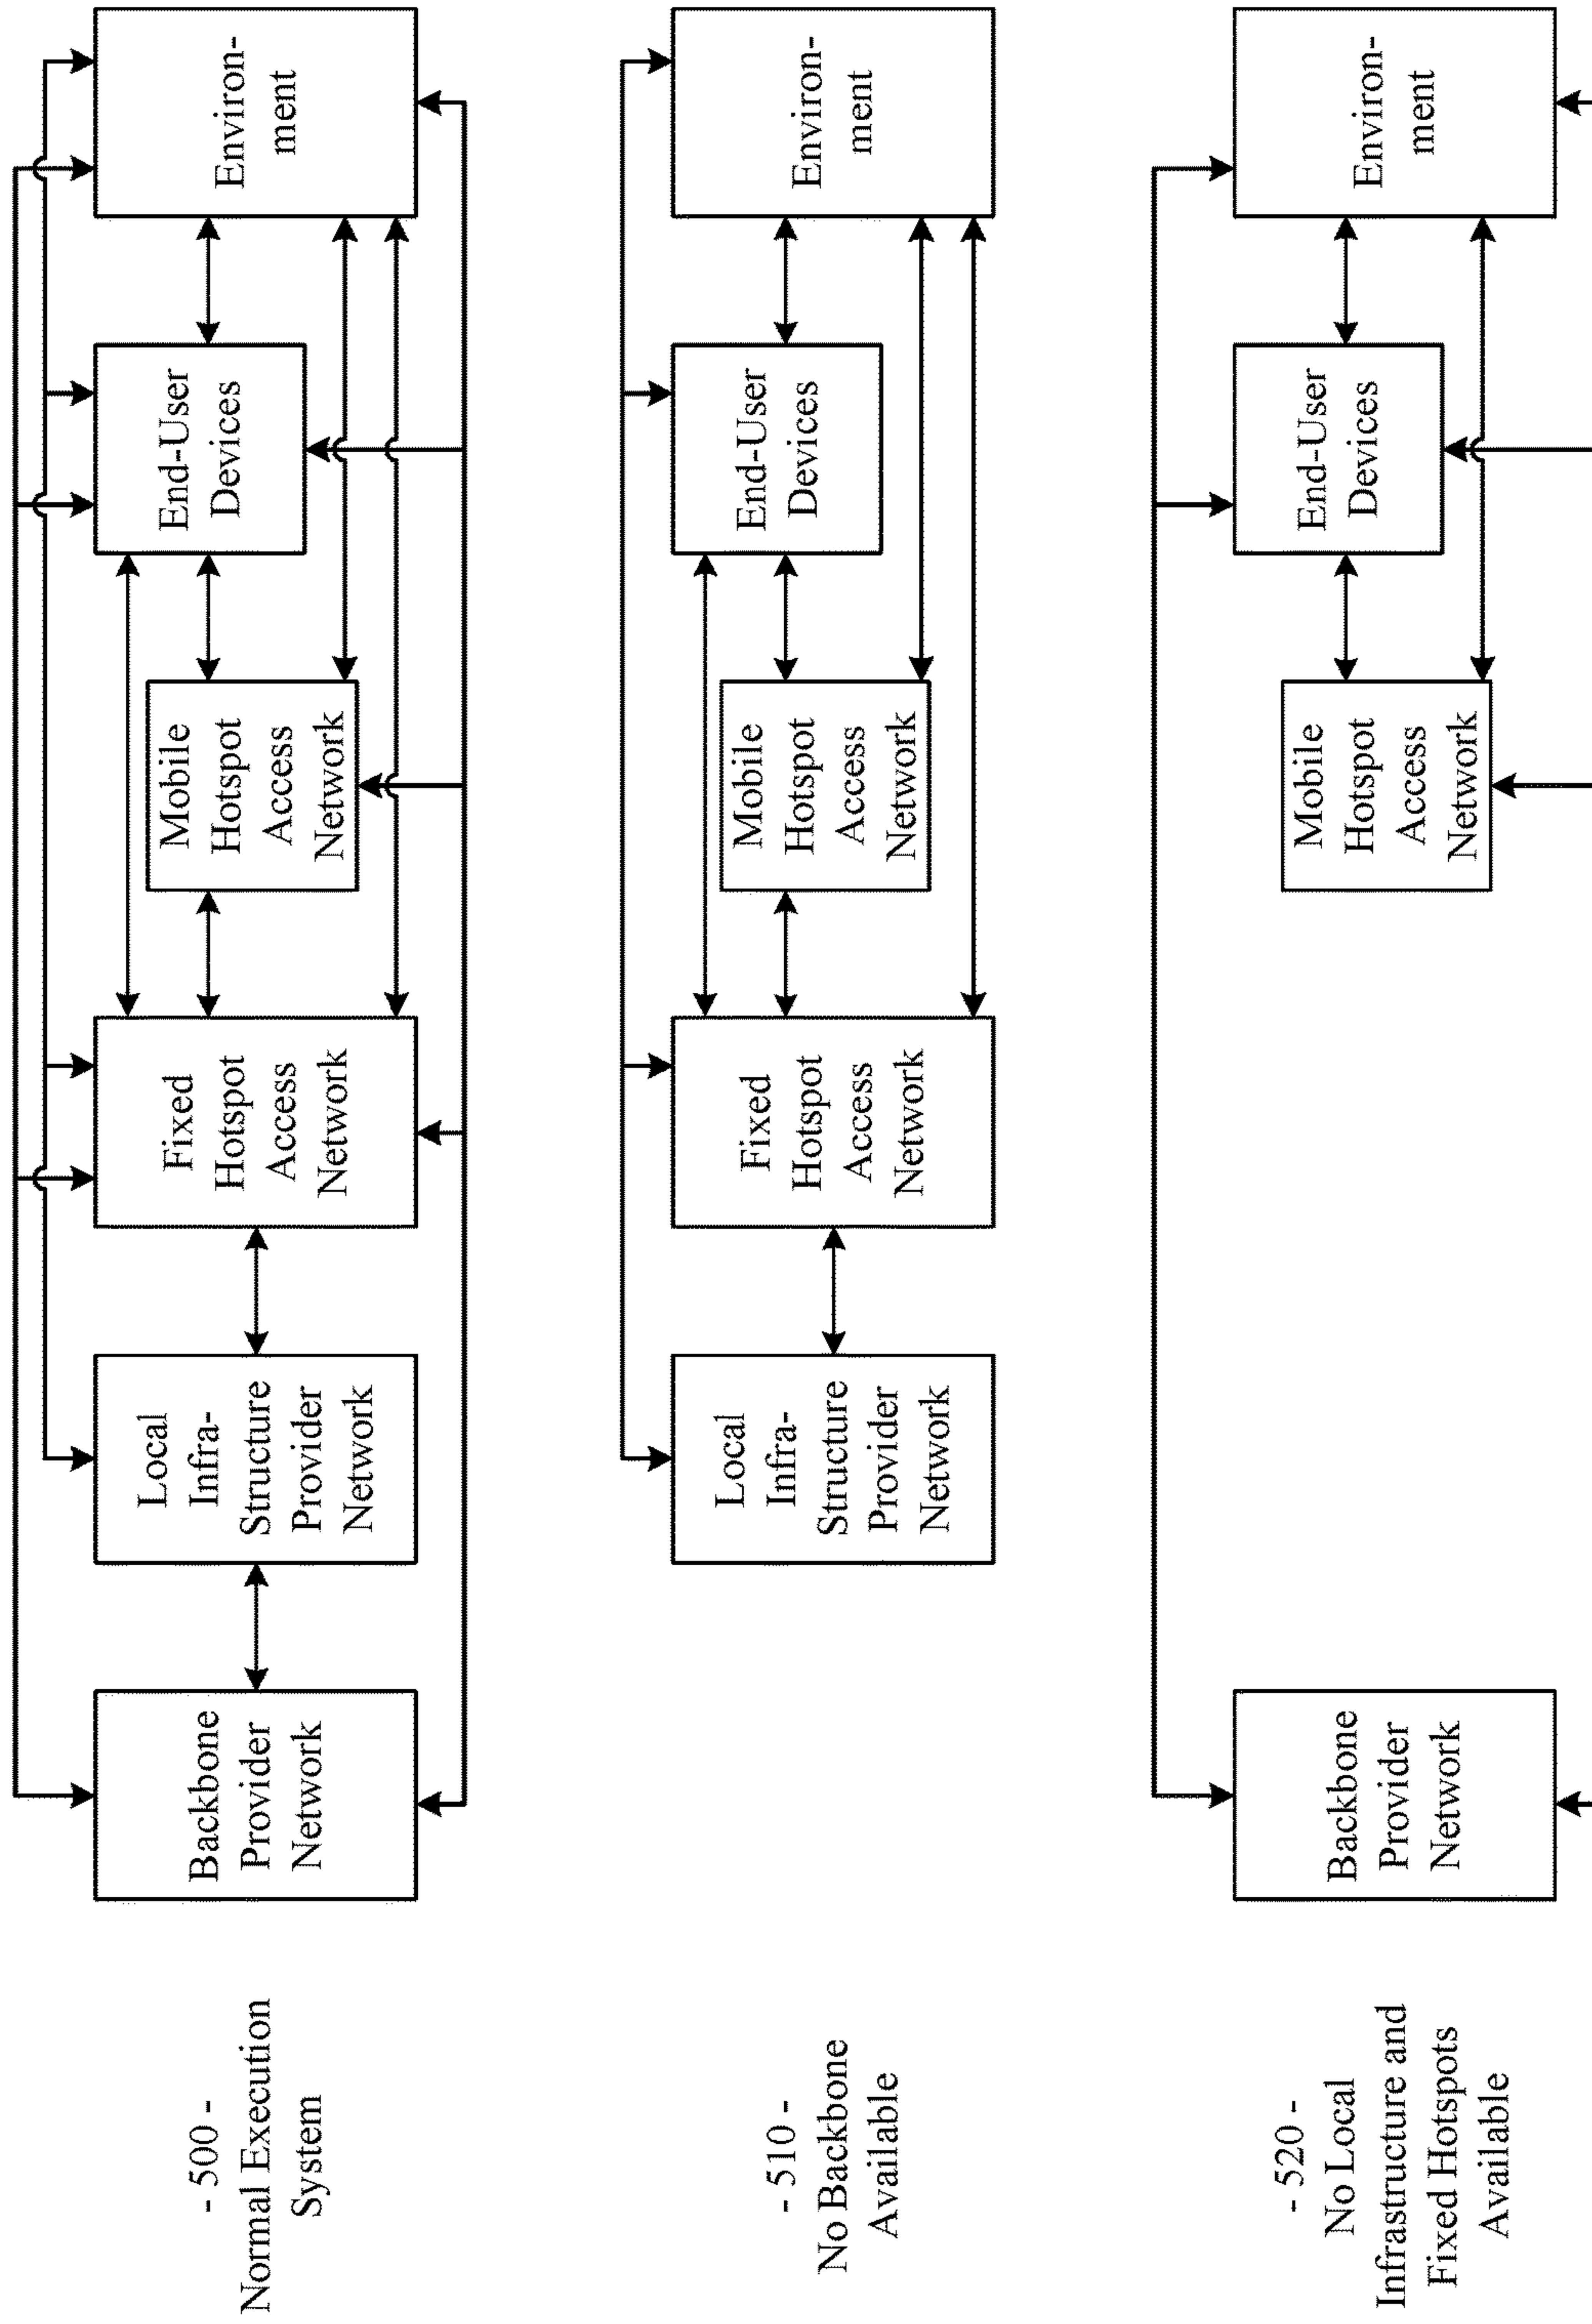 - 500 -
Normal Execution
System
Backbone
Provider
Network
Local
Infra-
Structure
Provider
Network
Fixed
Hotspot
Access
Network
Mobile
Hotspot
Access
Network
End-User
Devices
Environ-
ment
- 510 -
No Backbone
Available
Local
Infra-
Structure
Provider
Network
Fixed
Hotspot
Access
Network
Mobile
Hotspot
Access
Network
End-User
Devices
Environ-
ment
- 520 -
No Local
Infrastructure and
Fixed Hotspots
Available
Backbone
Provider
Network
Mobile
Hotspot
Access
Network
End-User
Devices
Environ-
ment